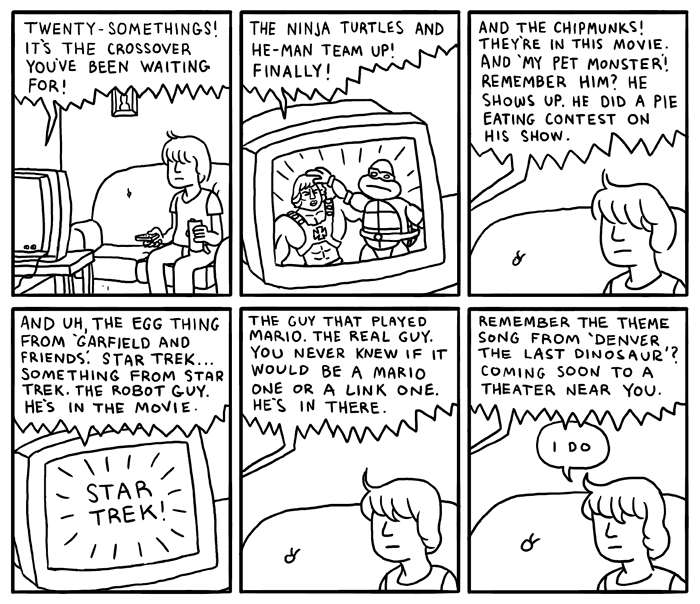 TWENTY-SOMETHINGS!
IT'S THE CROSSOVER
YOU'VE BEEN WAITING
FOR!
THE NINJA TURTLES AND
HE-MAN TEAM UP!
FINALLY!
AND THE CHIPMUNKS!
THEY'RE IN THIS MOVIE.
AND 'MY PET MONSTER'!
REMEMBER HIM? HE
SHOWS UP. HE DID A PIE
EATING CONTEST ON
HIS SHOW.
AND UH, THE EGG THING
FROM 'GARFIELD AND
FRIENDS'. STAR TREK...
SOMETHING FROM STAR
TREK. THE ROBOT GUY.
HE'S IN THE MOVIE.
STAR
TREK!
THE GUY THAT PLAYED
MARIO. THE REAL GUY.
YOU NEVER KNEW IF IT
WOULD BE A MARIO
ONE OR A LINK ONE.
HE'S IN THERE.
REMEMBER THE THEME
SONG FROM 'DENVER
THE LAST DINOSAUR'?
COMING SOON TO A
THEATER NEAR YOU.
I DO